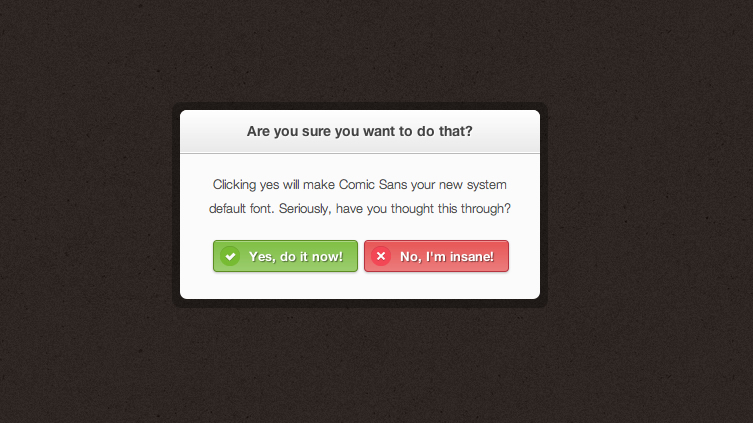 Are you sure you want to do that?
Clicking yes will make Comic Sans your new system
default font. Seriously, have you thought this through?
Yes, do it now!
No, I'm insane!